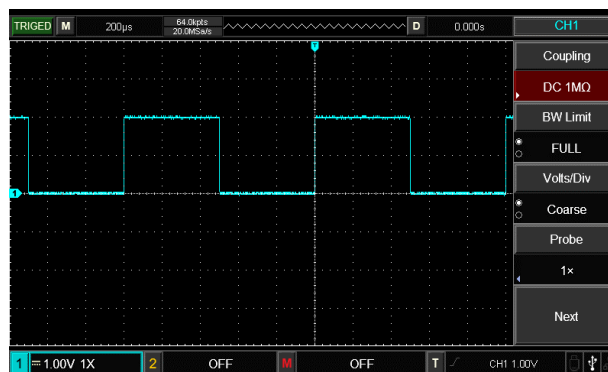 TRIGED M 200µs 64.0kpts D 0.000s CH1
20.0MSa/s
T
Coupling
DC 1MΩ
BW Limit
FULL
Volts/Div
1
Coarse
Probe
1×
Next
1 1.00V 1X 2 OFF M OFF T CH1 1.00V